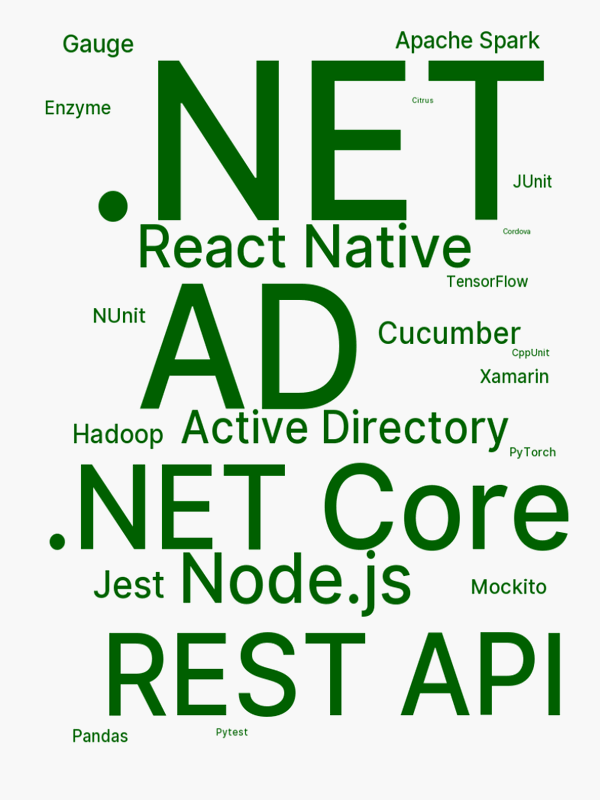 Gauge
Apache Spark
.NET
Citrus
Enzyme
JUnit
React Native
Cordova
TensorFlow
AD
NUnit
Cucumber
CppUnit
Xamarin
Hadoop
Active Directory
PyTorch
.NET Core
Jest
Node.js
Mockito
REST API
Pandas
Pytest